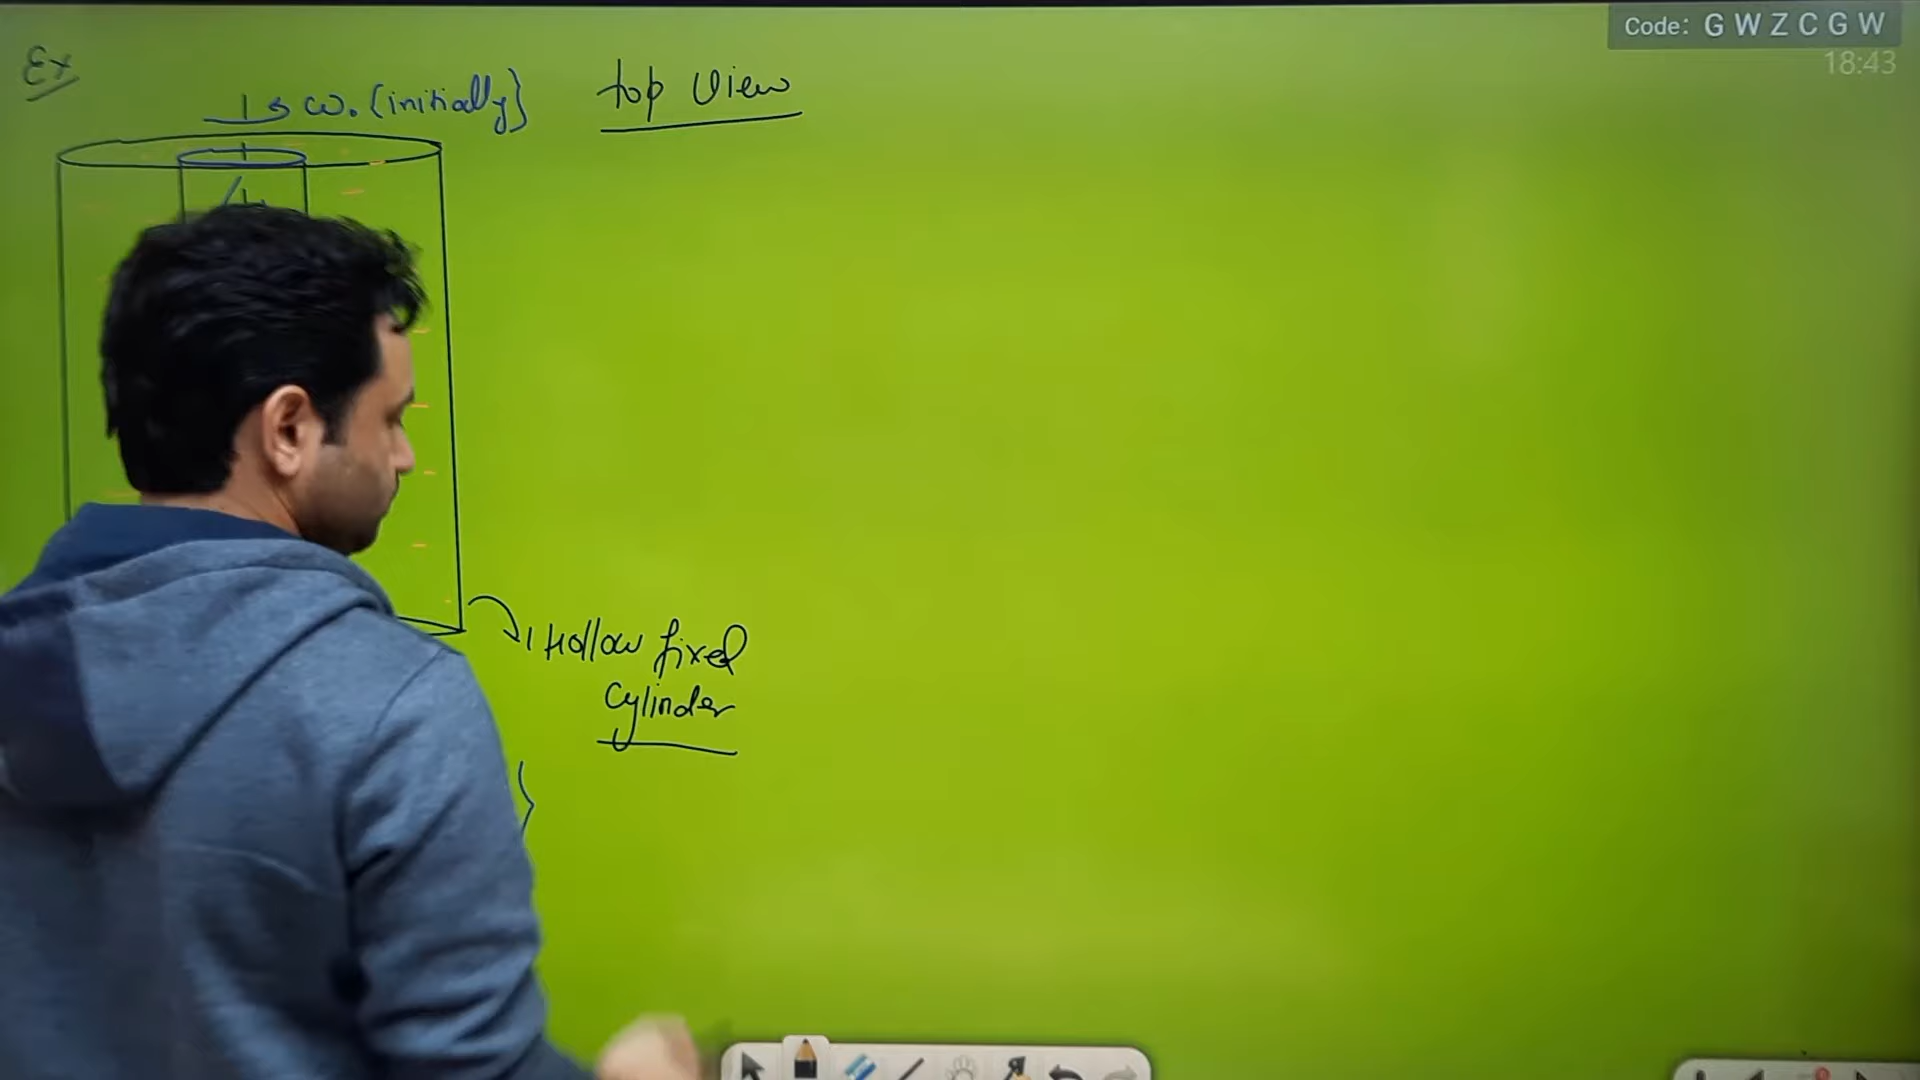 Code: G W Z C G W
18:43
Ex
ω. {initially}
top View
Hollow fixed
cylinder